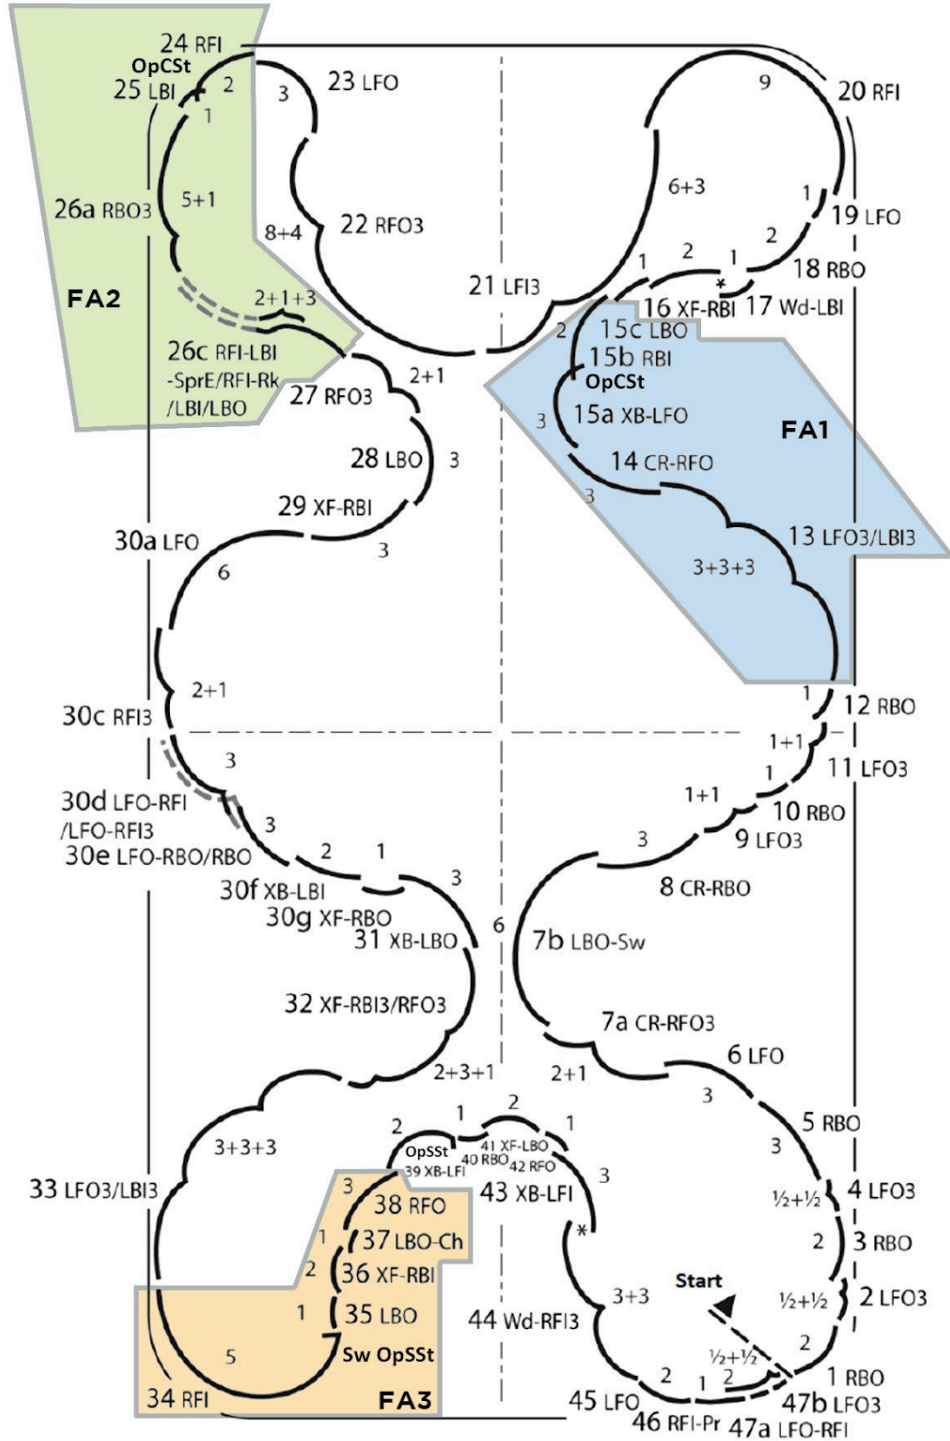 24 RFI
OpCSt
25 LBI
2
1
3
23 LFO
9
20 RFI
26a RBO3
5+1
8+4
22 RFO3
6+3
1
19 LFO
2
18 RBO
21 LFI3
1
2
1
*
16 XF-RBI
17 Wd-LBI
FA2
2+1+3
26c RFI-LBI
-SprE/RFI-Rk
/LBI/LBO
27 RFO3
2+1
2
15c LBO
15b RBI
OpCSt
15a XB-LFO
3
FA1
28 LBO
3
14 CR-RFO
3
29 XF-RBI
3
30a LFO
6
13 LFO3/LBI3
3+3+3
2+1
30c RFI3
1
12 RBO
1+1
11 LFO3
3
1
10 RBO
1+1
9 LFO3
30d LFO-RFI
/LFO-RFI3
30e LFO-RBO/RBO
3
3
8 CR-RBO
2
1
3
30f XB-LBI
30g XF-RBO
31 XB-LBO
6
7b LBO-Sw
32 XF-RBI3/RFO3
7a CR-RFO3
2+3+1
2+1
6 LFO
3
5 RBO
3
3+3+3
2
1
2
1
OpSSt
39 XB-LFI
40 RBO
41 XF-LBO
42 RFO
43 XB-LFI
3
33 LFO3/LBI3
4 LFO3
½+½
3
38 RFO
1
37 LBO-Ch
2
36 XF-RBI
*
2
3 RBO
1
35 LBO
Start
½+½
2 LFO3
3+3
44 Wd-RFI3
Sw OpSSt
5
2
½+½
2
1 RBO
34 RFI
FA3
45 LFO
2
1
46 RFI-Pr
47a LFO-RFI
47b LFO3